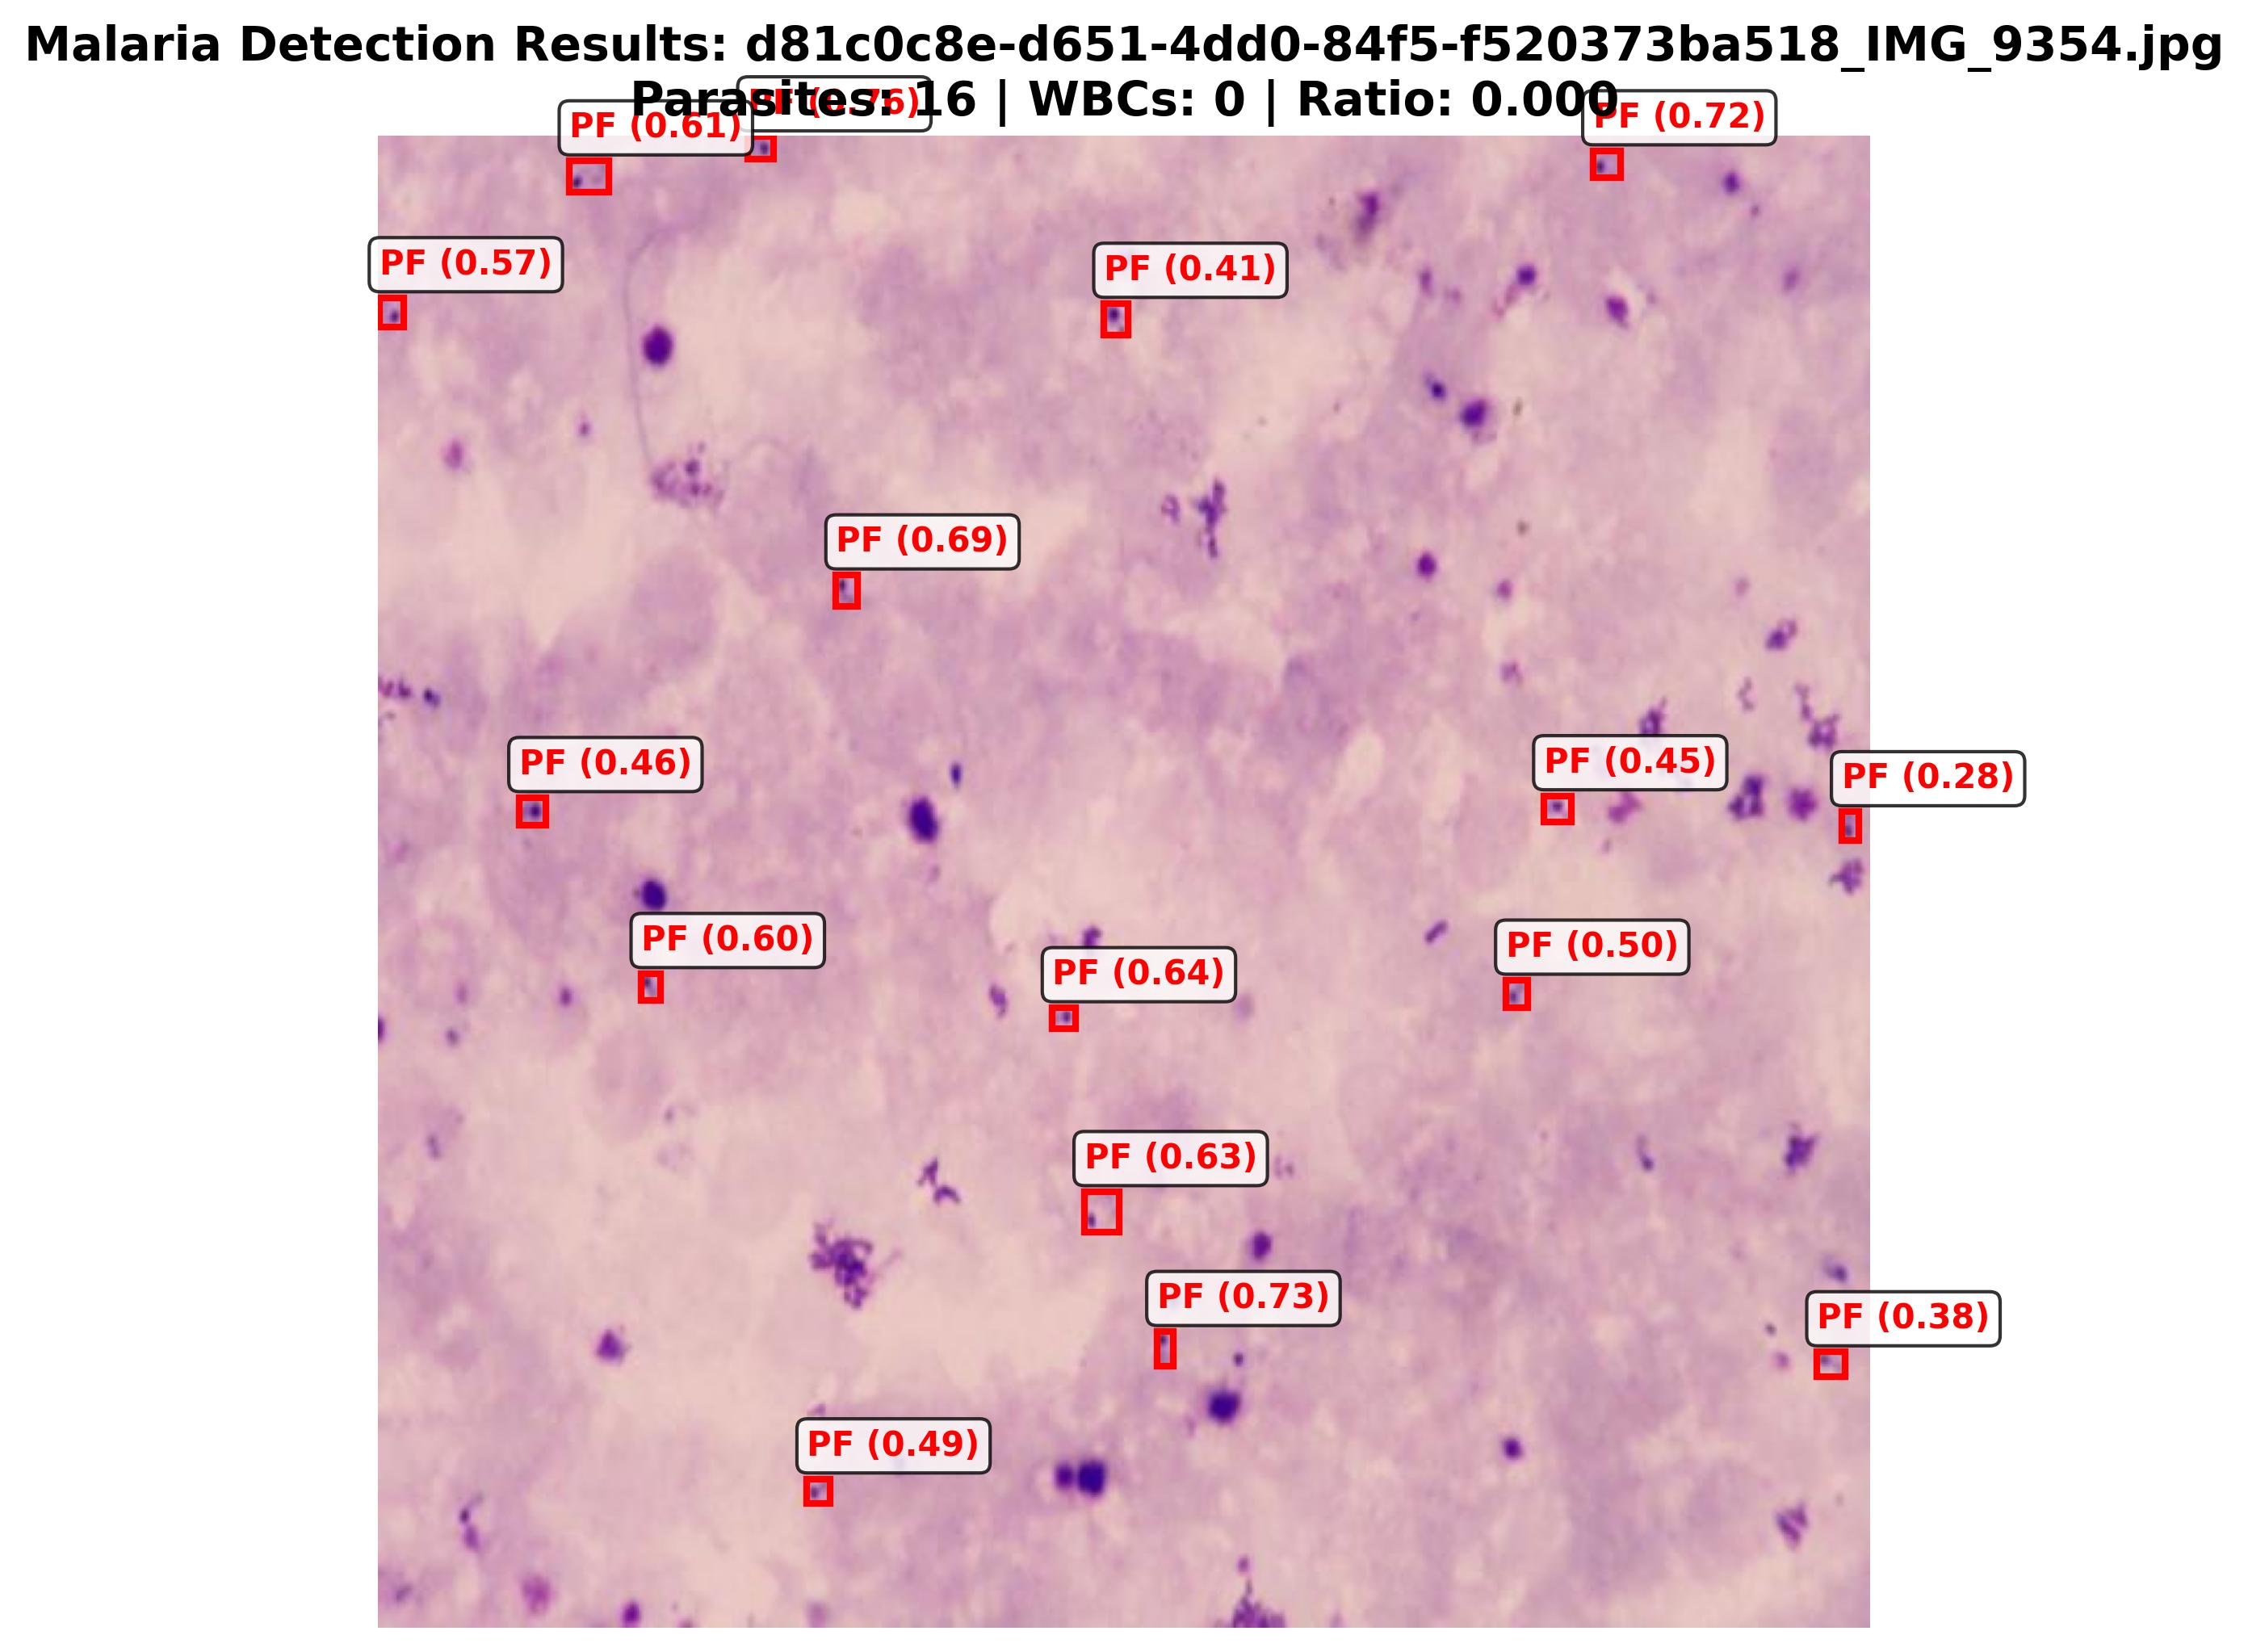 Malaria Detection Results: d81c0c8e-d651-4dd0-84f5-f520373ba518_IMG_9354.jpg
Parasites: 16 | WBCs: 0 | Ratio: 0.000
PF (0.76)
PF (0.61)
PF (0.72)
PF (0.57)
PF (0.41)
PF (0.69)
PF (0.46)
PF (0.45)
PF (0.28)
PF (0.60)
PF (0.64)
PF (0.50)
PF (0.63)
PF (0.73)
PF (0.38)
PF (0.49)